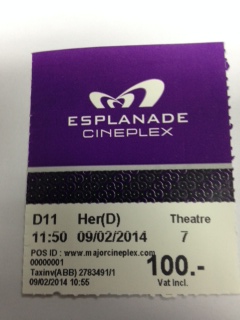 ESPLANADE
CINEPLEX
D11 Her(D) Theatre
11:50 09/02/2014 7
POS ID : www.majorcineplex.com
00000001 100.-
Taxinv(ABB) 2763491/1
09/02/2014 10:55 Vat Incl.